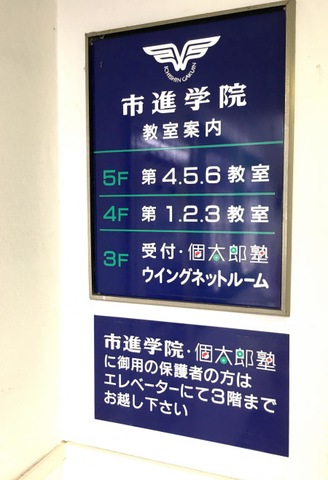 ICHISHIN GAKUIN
市進学院
教室案内
5F 第4.5.6教室
4F 第1.2.3教室
3F 受付・個太郎塾
ウイングネットルーム
市進学院・個太郎塾
に御用の保護者の方は
エレベーターにて3階まで
お越し下さい